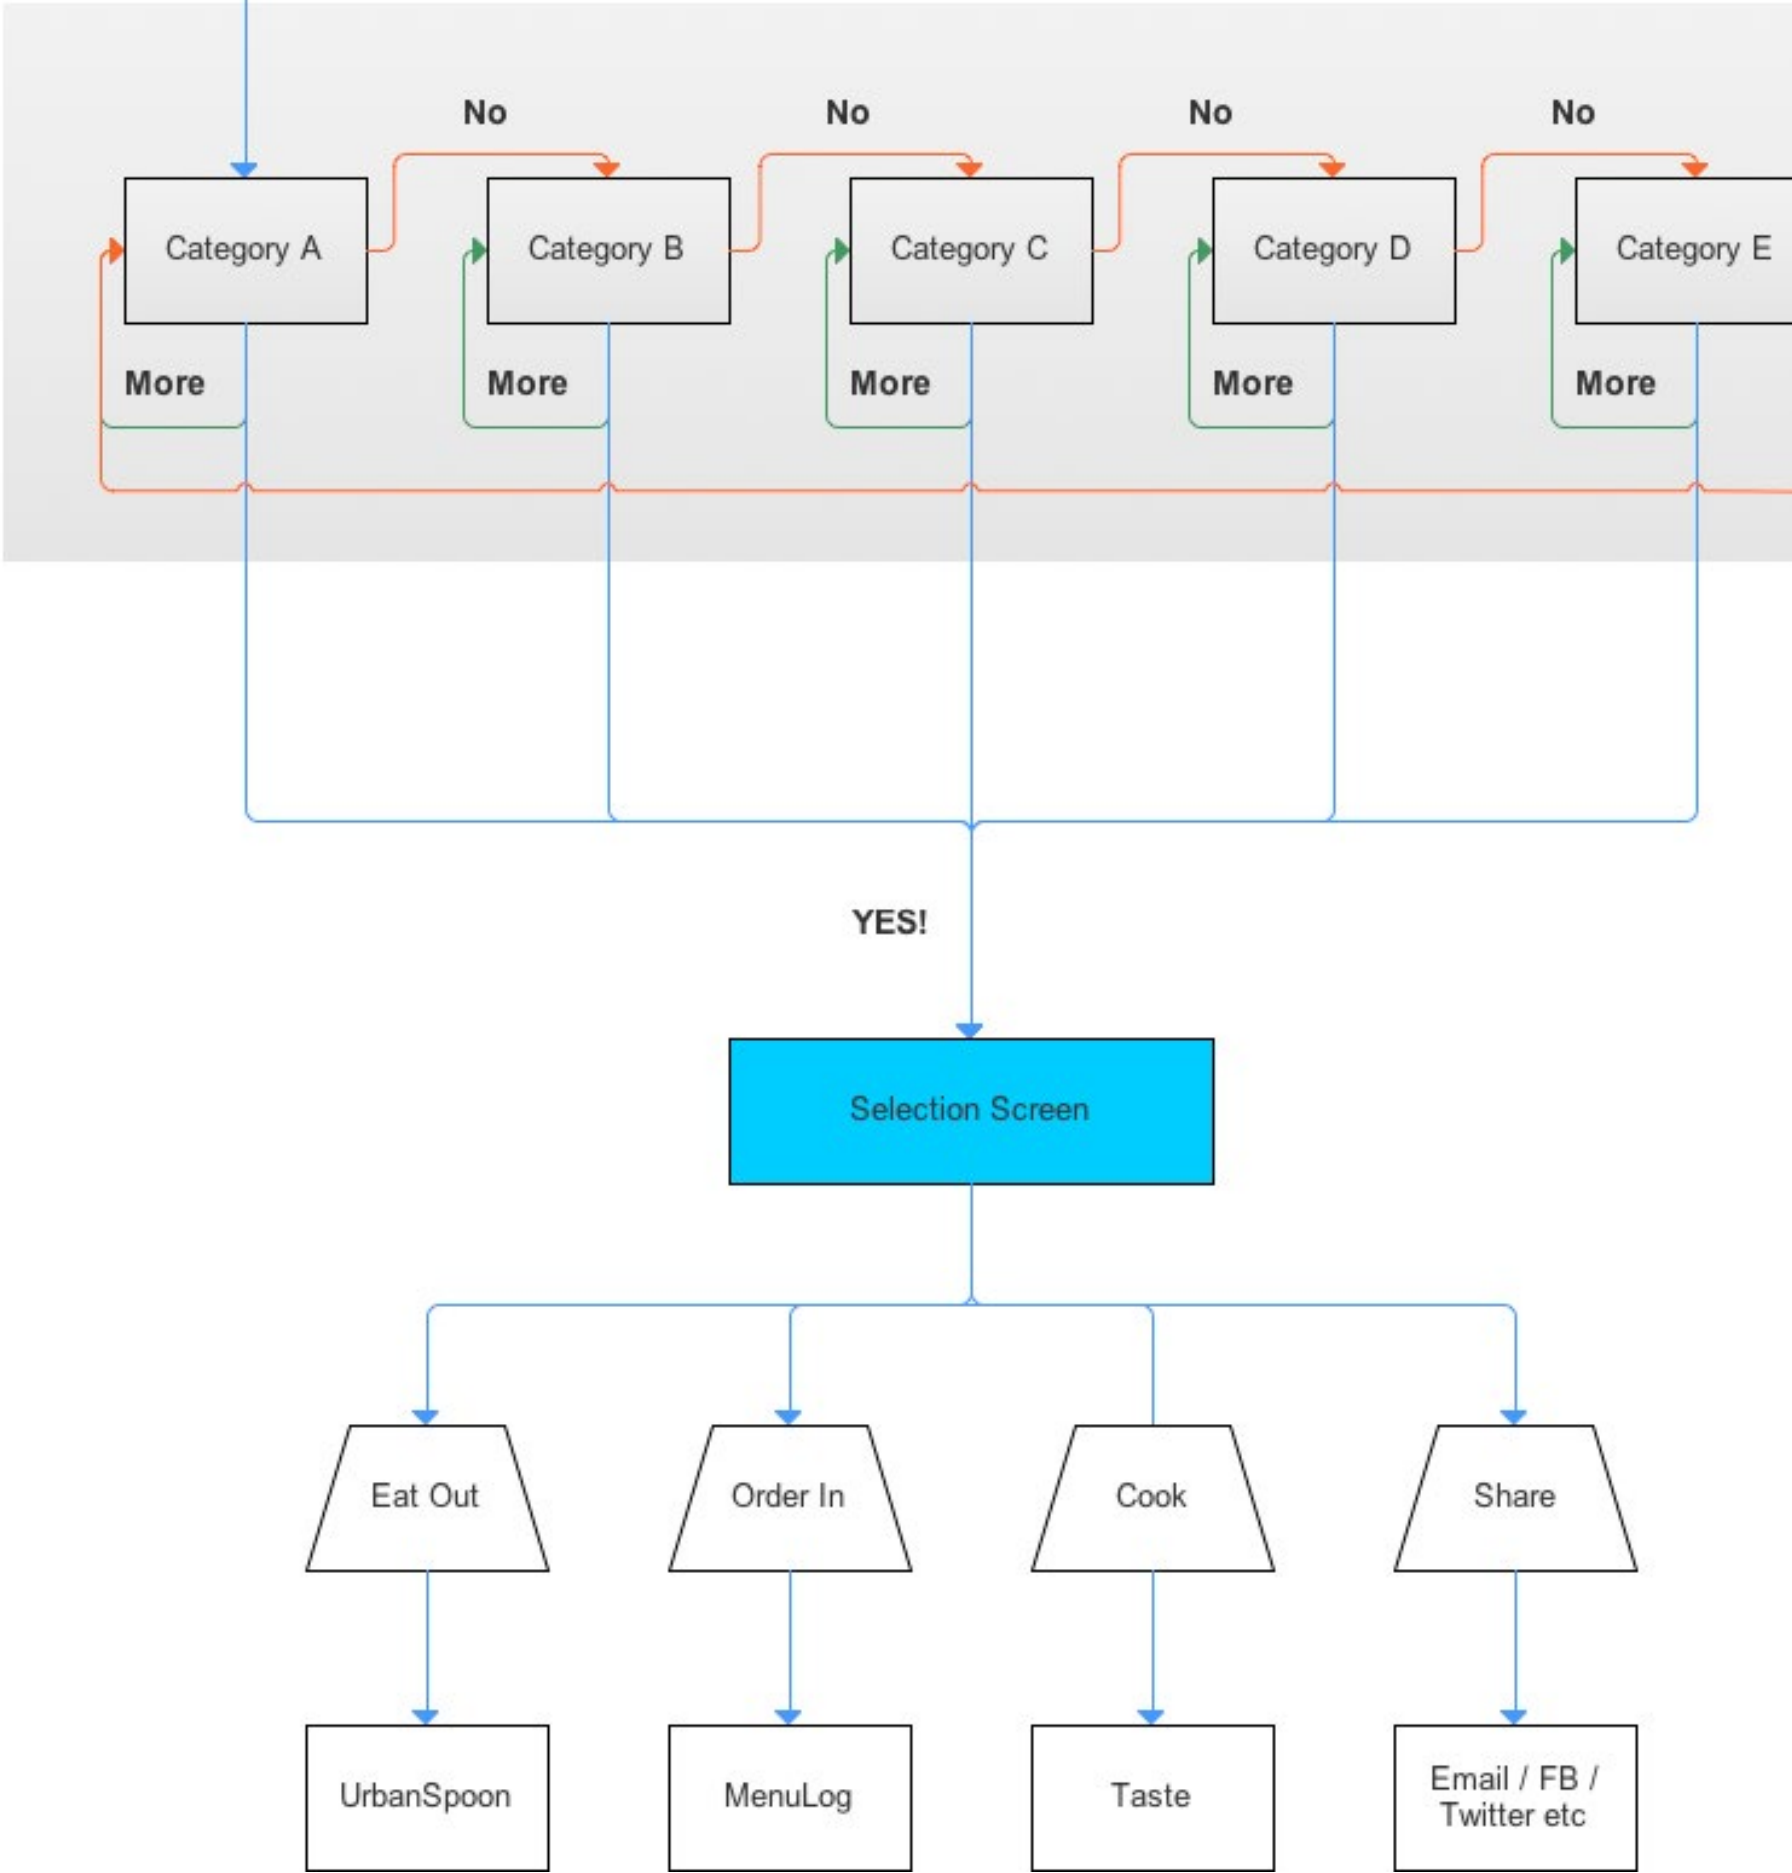 No
No
No
No
Category A
Category B
Category C
Category D
Category E
More
More
More
More
More
YES!
Selection Screen
Eat Out
Order In
Cook
Share
UrbanSpoon
MenuLog
Taste
Email / FB /
Twitter etc